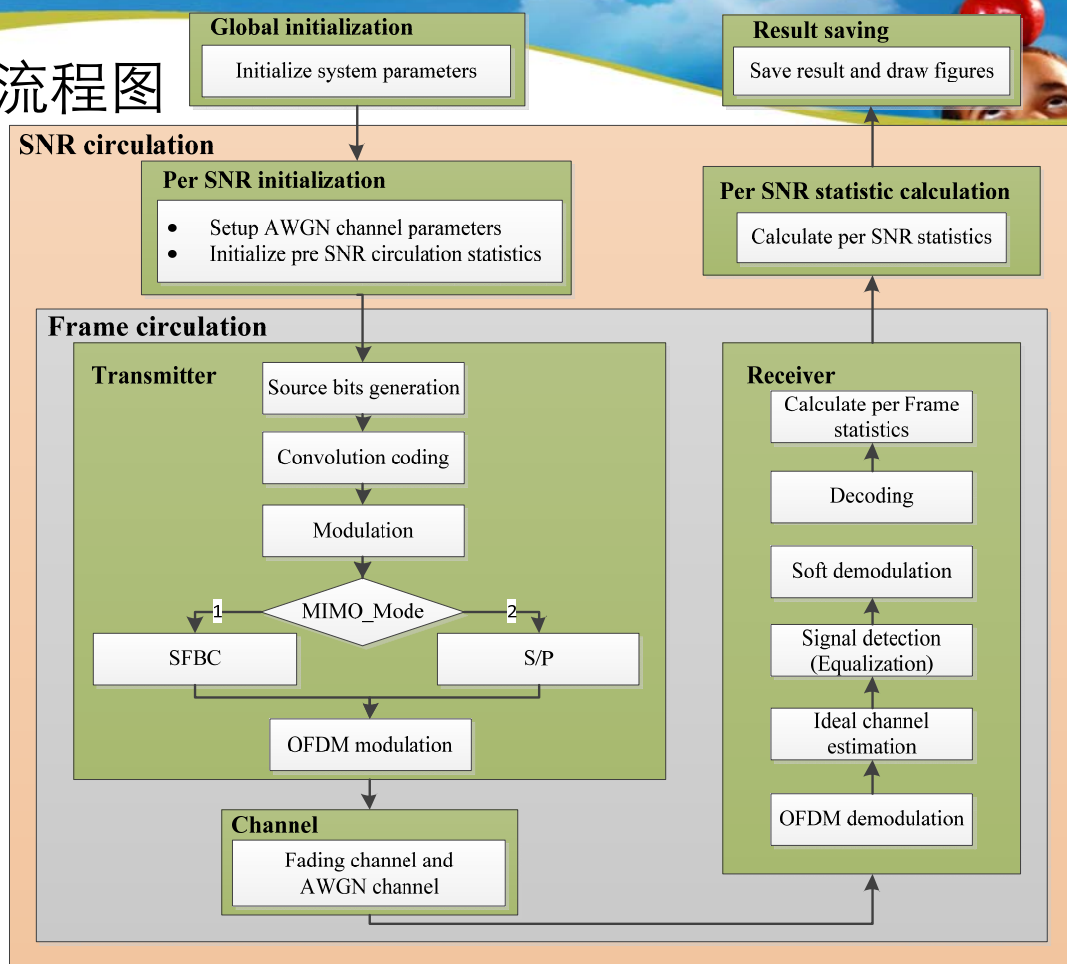 流程图
Global initialization
Initialize system parameters
SNR circulation
Per SNR initialization
• Setup AWGN channel parameters
• Initialize pre SNR circulation statistics
Frame circulation
Transmitter
Source bits generation
Convolution coding
Modulation
MIMO_Mode
1
2
SFBC
S/P
OFDM modulation
Channel
Fading channel and
AWGN channel
Result saving
Save result and draw figures
Per SNR statistic calculation
Calculate per SNR statistics
Receiver
Calculate per Frame
statistics
Decoding
Soft demodulation
Signal detection
(Equalization)
Ideal channel
estimation
OFDM demodulation